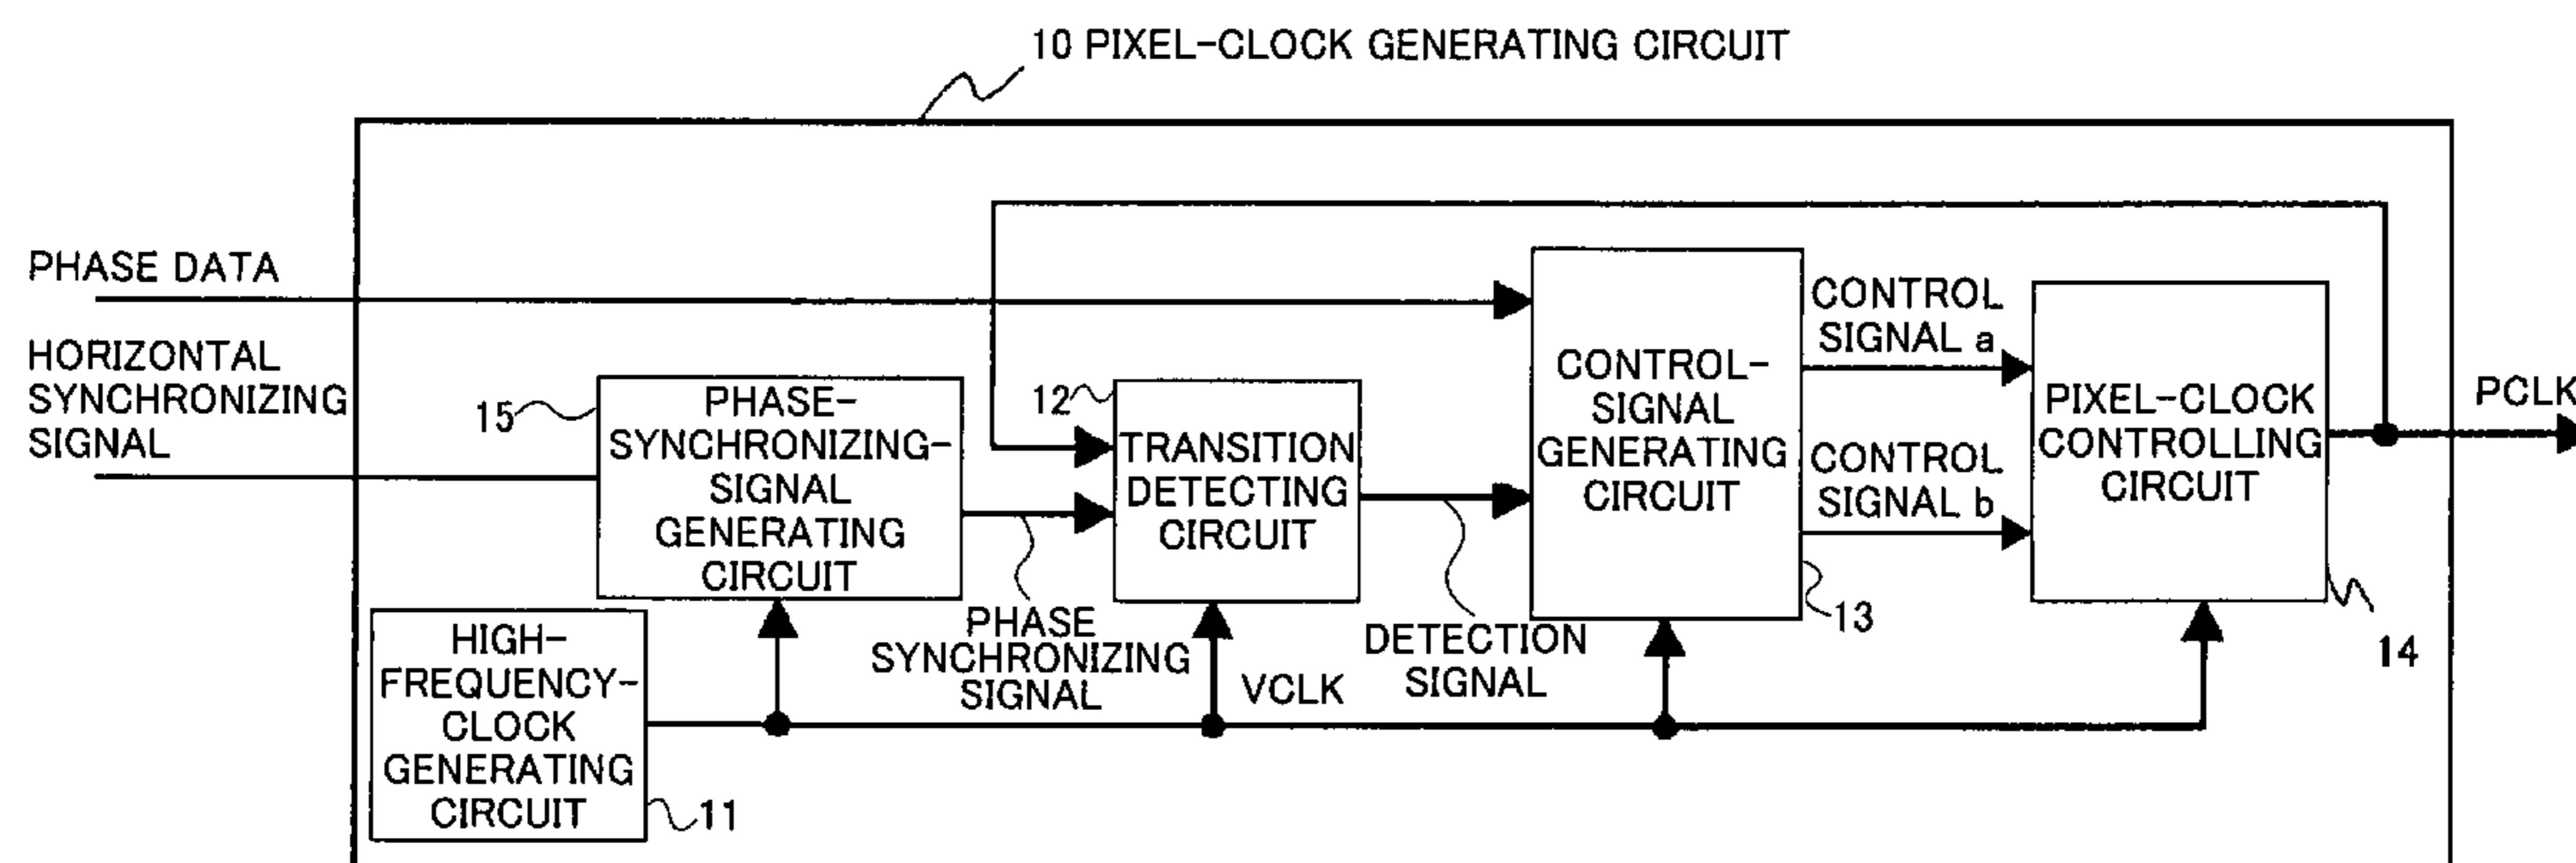 10 PIXEL-CLOCK GENERATING CIRCUIT
PHASE DATA
HORIZONTAL
SYNCHRONIZING
SIGNAL
15
PHASE-
SYNCHRONIZING-
SIGNAL
GENERATING
CIRCUIT
12
TRANSITION
DETECTING
CIRCUIT
CONTROL-
SIGNAL
GENERATING
CIRCUIT
CONTROL
SIGNAL a
CONTROL
SIGNAL b
PIXEL-CLOCK
CONTROLLING
CIRCUIT
PCLK
HIGH-
FREQUENCY-
CLOCK
GENERATING
CIRCUIT
11
PHASE
SYNCHRONIZING
SIGNAL
VCLK
DETECTION
SIGNAL
13
14